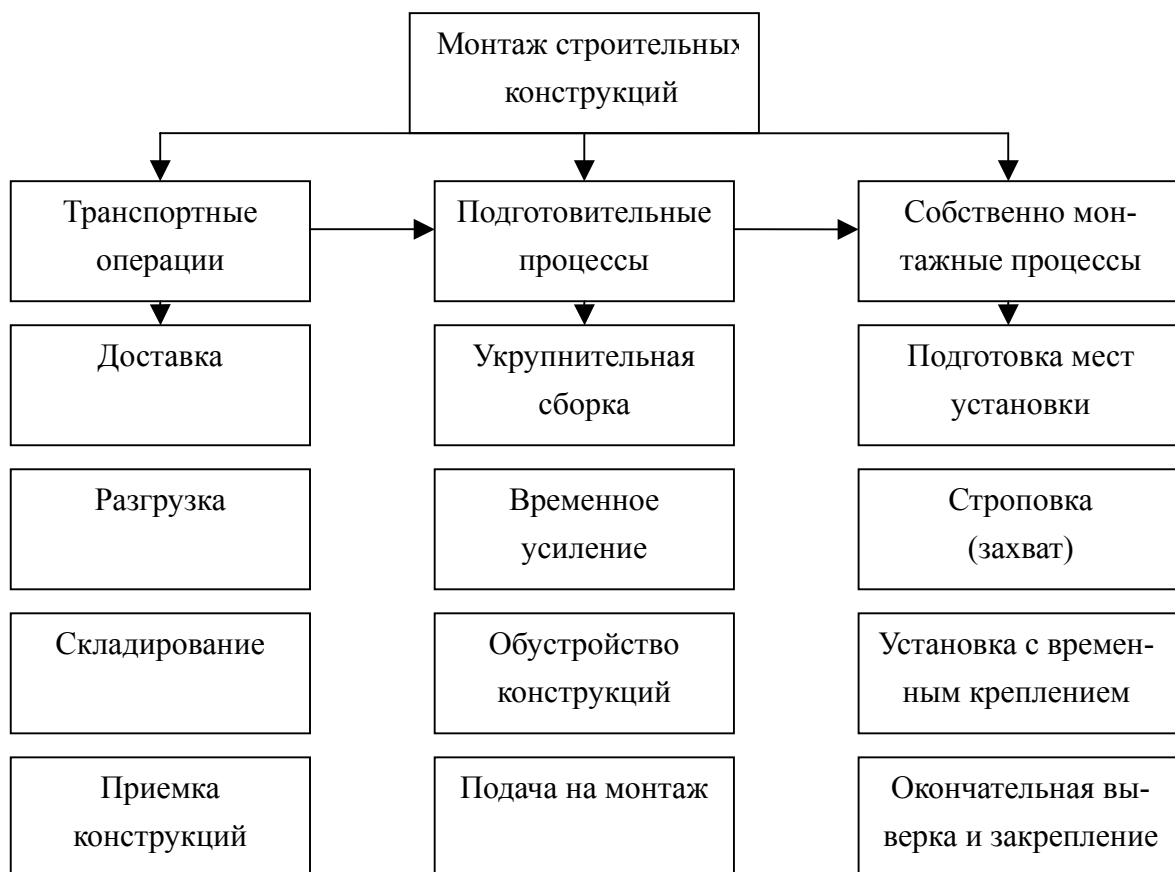 Монтаж строительных
конструкций
Транспортные
операции
Подготовительные
процессы
Собственно мон-
тажные процессы
Доставка
Укрупнительная
сборка
Подготовка мест
установки
Разгрузка
Временное
усиление
Строповка
(захват)
Складирование
Обустройство
конструкций
Установка с времен-
ным креплением
Приемка
конструкций
Подача на монтаж
Окончательная вы-
верка и закрепление